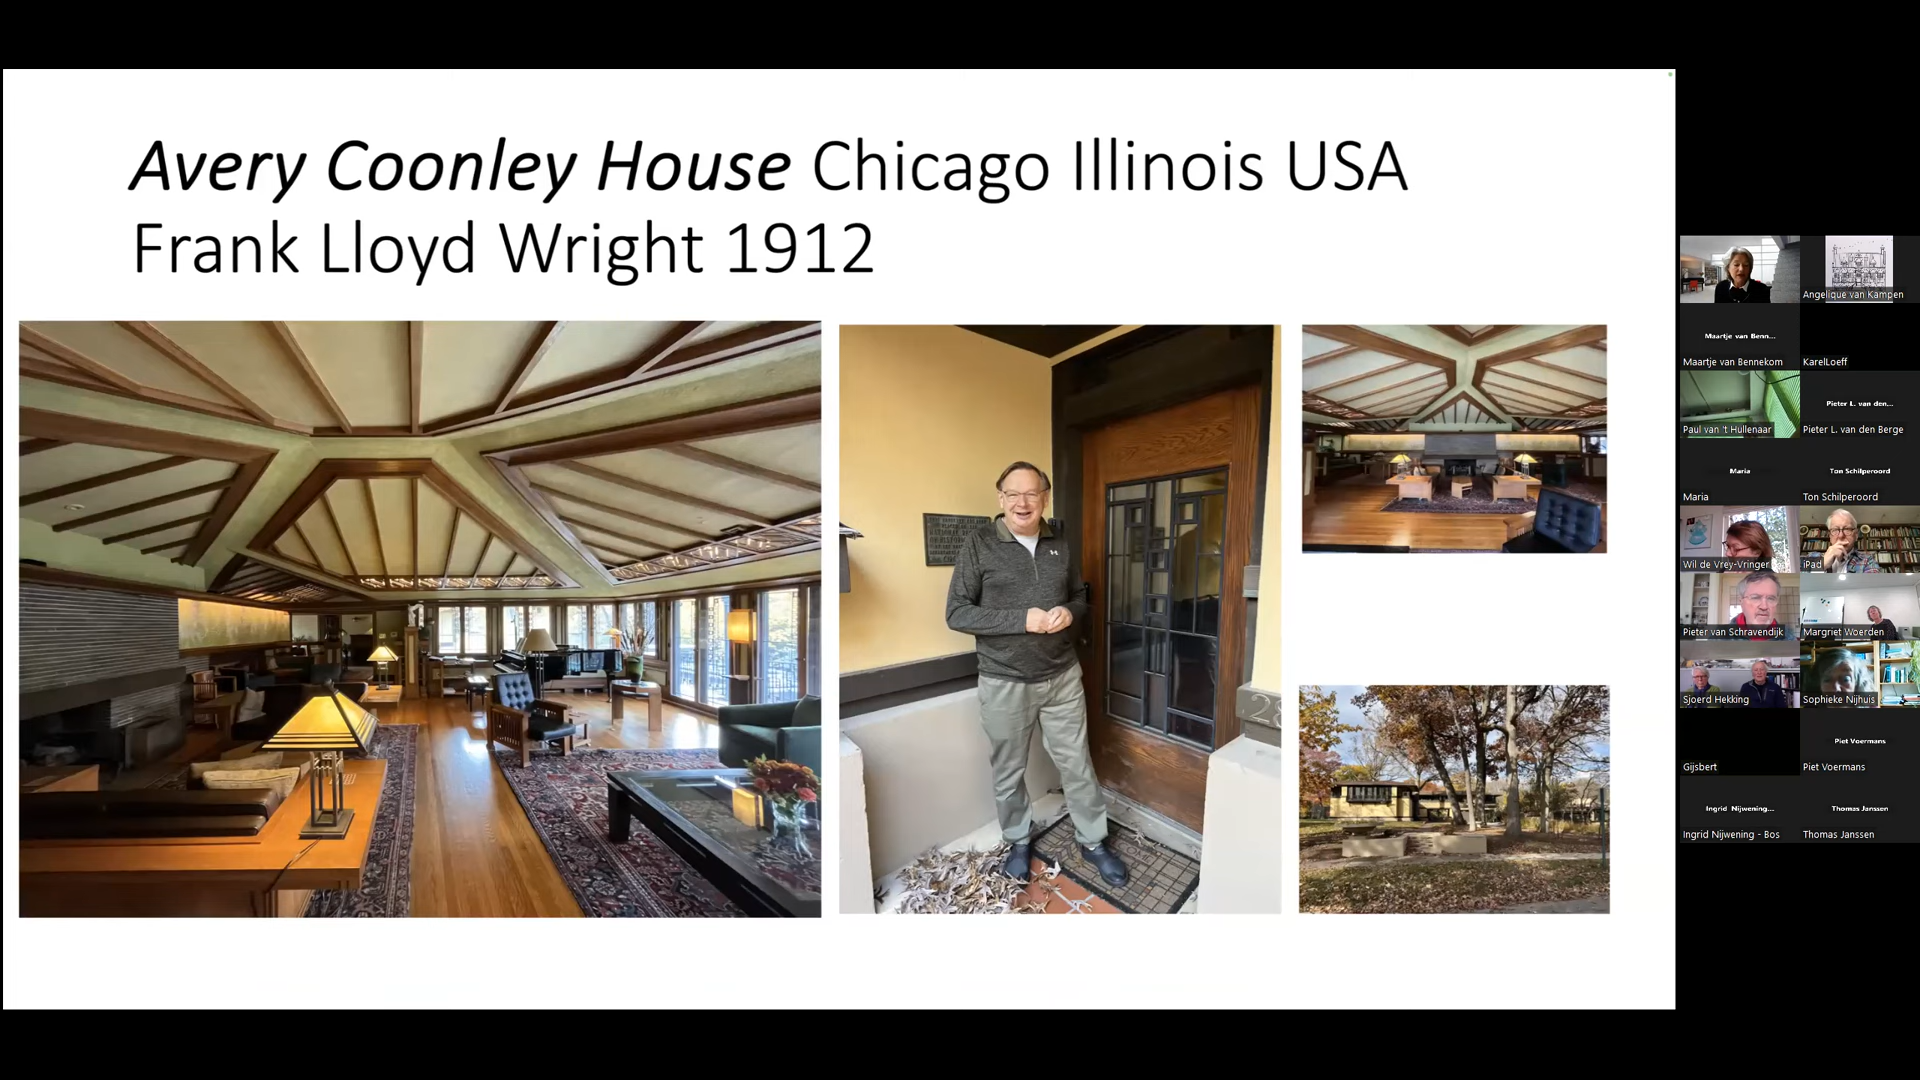 Avery Coonley House Chicago Illinois USA
Frank Lloyd Wright 1912
Angelique van Kampen
Maartje van Benn...
Maartje van Bennekom
KarelLoeff
Paul van 't Hullenaar
Pieter L. van den...
Pieter L. van den Berge
Maria
Maria
Ton Schilperoord
Ton Schilperoord
Wil de Vrey-Vringer
iPad
Pieter van Schravendijk
Margriet Woerden
Sjoerd Hekking
Sophieke Nijhuis
Gijsbert
Piet Voermans
Piet Voermans
Ingrid Nijwening...
Ingrid Nijwening - Bos
Thomas Janssen
Thomas Janssen